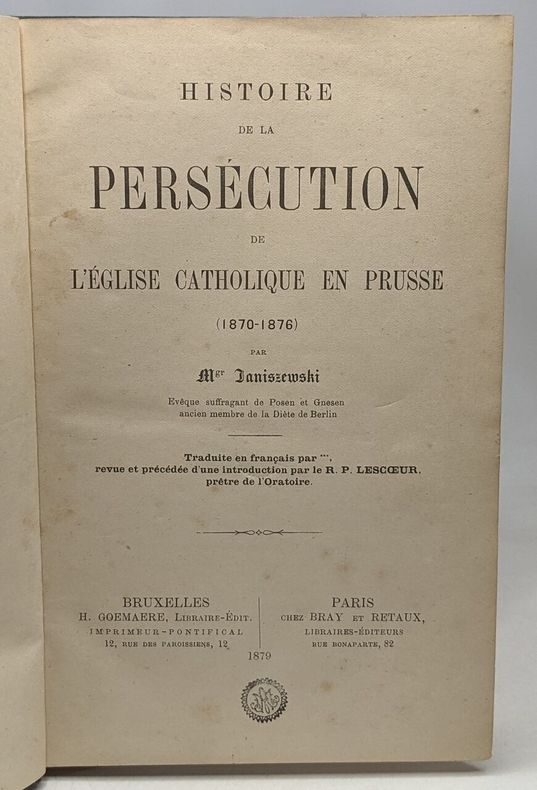 HISTOIRE
DE LA
PERSÉCUTION
DE
L'ÉGLISE CATHOLIQUE EN PRUSSE
(1870-1876)
PAR
Mgr Janiszewski
Evêque suffragant de Posen et Gnesen
ancien membre de la Diète de Berlin
Traduite en français par ***,
revue et précédée d'une introduction par le R. P. LESCŒUR,
prêtre de l'Oratoire.
BRUXELLES
H. GOEMAERE, LIBRAIRE-ÉDIT.
IMPRIMEUR-PONTIFICAL
12, RUE DES PAROISSIENS, 12
PARIS
CHEZ BRAY ET RETAUX,
LIBRAIRES-ÉDITEURS
RUE BONAPARTE, 82
1879